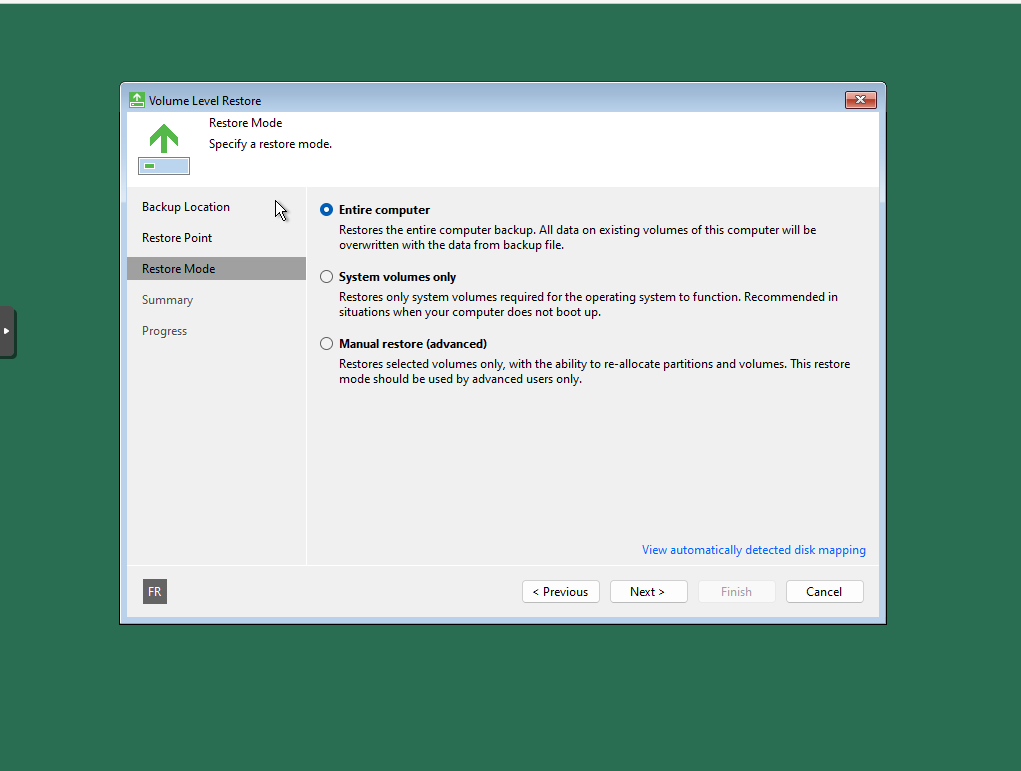 Volume Level Restore
Restore Mode
Specify a restore mode.
Backup Location
Restore Point
Restore Mode
Summary
Progress
Entire computer
Restores the entire computer backup. All data on existing volumes of this computer will be
overwritten with the data from backup file.
System volumes only
Restores only system volumes required for the operating system to function. Recommended in
situations when your computer does not boot up.
Manual restore (advanced)
Restores selected volumes only, with the ability to re-allocate partitions and volumes. This restore
mode should be used by advanced users only.
View automatically detected disk mapping
FR
< Previous
Next >
Finish
Cancel